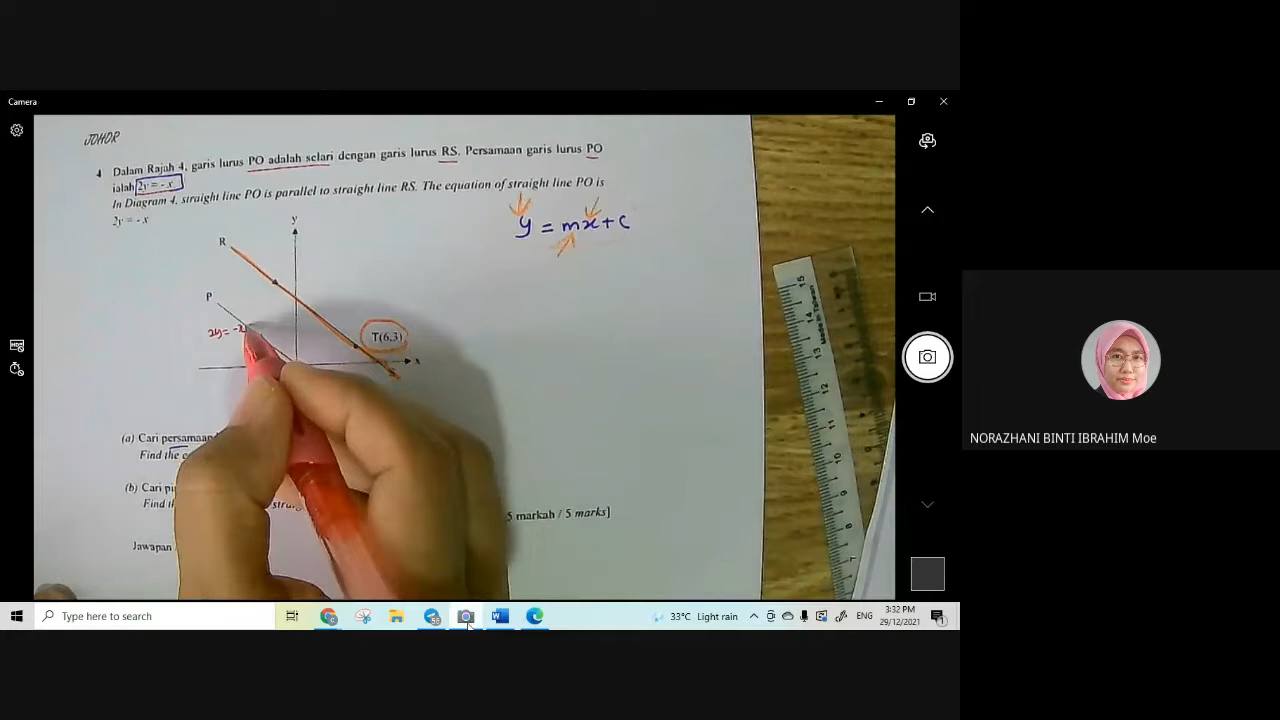 Camera
JOHOR
4 Dalam Rajah 4, garis lurus PO adalah selari dengan garis lurus RS. Persamaan garis lurus PO
ialah 2y = - x
In Diagram 4, straight line PO is parallel to straight line RS. The equation of straight line PO is
2y = - x
y = mx + c
y
R
P
2y = -x
T(6,3)
x
(a) Cari persamaan
Find the
(b) Cari
Find
5 markah / 5 marks]
Jawapan
NORAZHANI BINTI IBRAHIM Moe
Type here to search
33°C Light rain
ENG
3:32 PM
29/12/2021